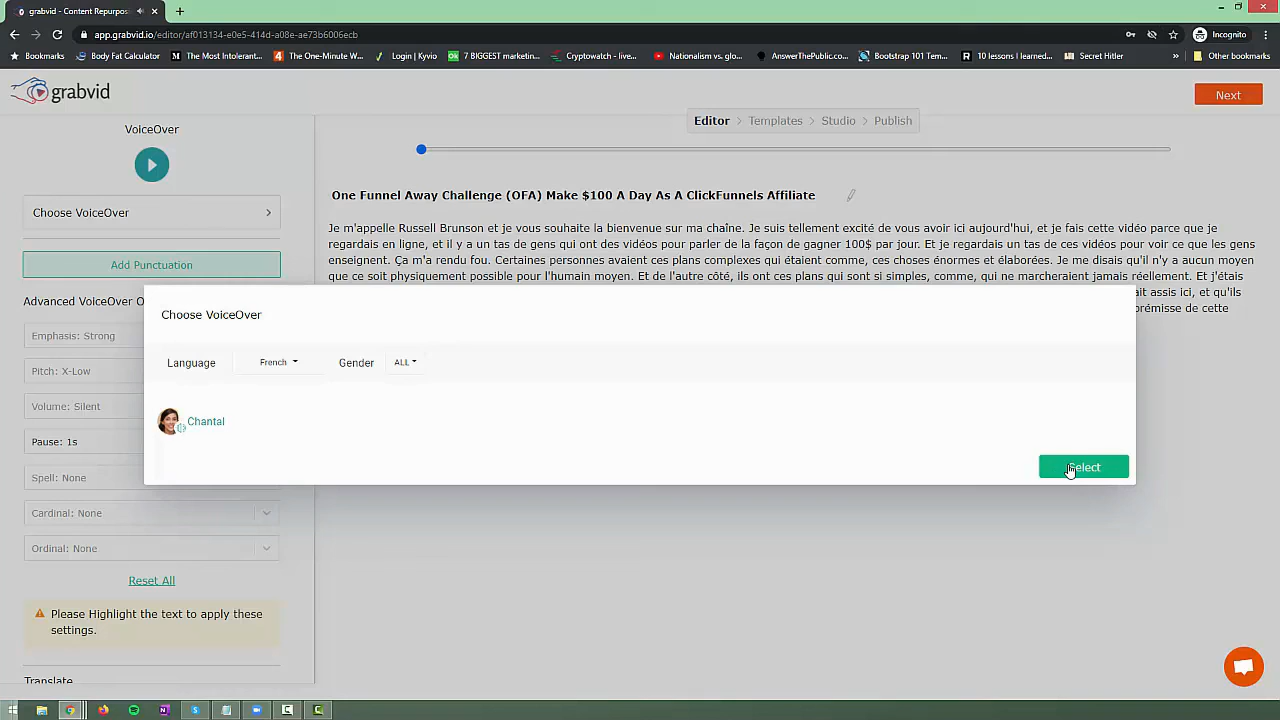 grabvid – Content Repurpos
app.grabvid.io/editor/af013134-e0e5-414d-a08e-ae73b6006ecb
Incognito
Bookmarks
Body Fat Calculator
The Most Intolerant...
The One-Minute W...
Login | Kyvio
7 BIGGEST marketin...
Cryptowatch - live...
Nationalism vs. glo...
AnswerThePublic.co...
Bootstrap 101 Tem...
10 lessons I learned...
Secret Hitler
»
Other bookmarks
grabvid
Next
Editor > Templates > Studio > Publish
VoiceOver
Choose VoiceOver
Add Punctuation
Advanced VoiceOver O
Emphasis: Strong
Pitch: X-Low
Volume: Silent
Pause: 1s
Spell: None
Cardinal: None
Ordinal: None
Reset All
Please Highlight the text to apply these
settings.
Translate
One Funnel Away Challenge (OFA) Make $100 A Day As A ClickFunnels Affiliate
Je m'appelle Russell Brunson et je vous souhaite la bienvenue sur ma chaîne. Je suis tellement excité de vous avoir ici aujourd'hui, et je fais cette vidéo parce que je
regardais en ligne, et il y a un tas de gens qui ont des vidéos pour parler de la façon de gagner 100$ par jour. Et je regardais un tas de ces vidéos pour voir ce que les gens
enseignent. Ça m'a rendu fou. Certaines personnes avaient ces plans complexes qui étaient comme, ces choses énormes et élaborées. Je me disais qu'il n'y a aucun moyen
que ce soit physiquement possible pour l'humain moyen. Et de l'autre côté, ils ont ces plans qui sont si simples, comme, qui ne marcheraient jamais réellement. Et j'étais
ait assis ici, et qu'ils
prémisse de cette
Choose VoiceOver
Language
French
Gender
ALL
Chantal
Select